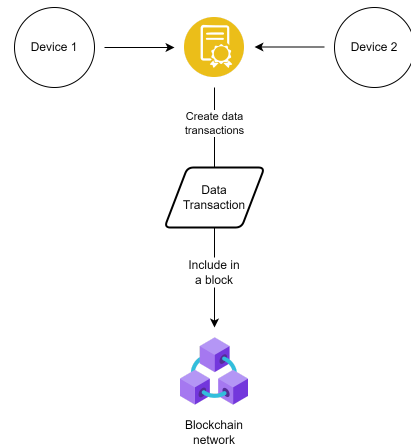 Device 1
Device 2
Create data
transactions
Data
Transaction
Include in
a block
Blockchain
network